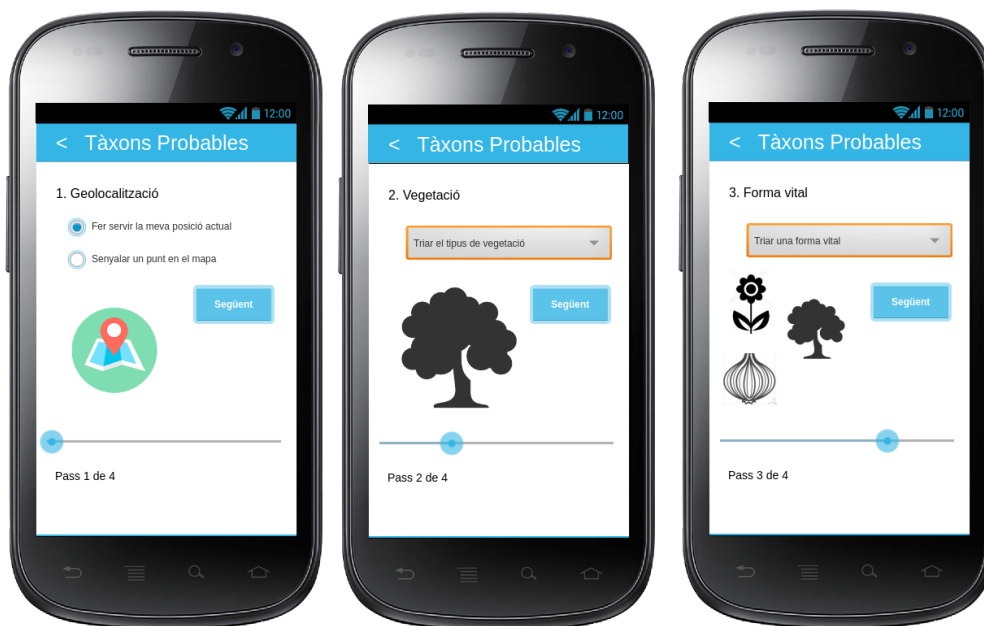 12:00
< Tàxons Probables
1. Geolocalització
Fer servir la meva posició actual
Senyalar un punt en el mapa
Següent
Pass 1 de 4
12:00
< Tàxons Probables
2. Vegetació
Triar el tipus de vegetació
Següent
Pass 2 de 4
12:00
< Tàxons Probables
3. Forma vital
Triar una forma vital
Següent
Pass 3 de 4